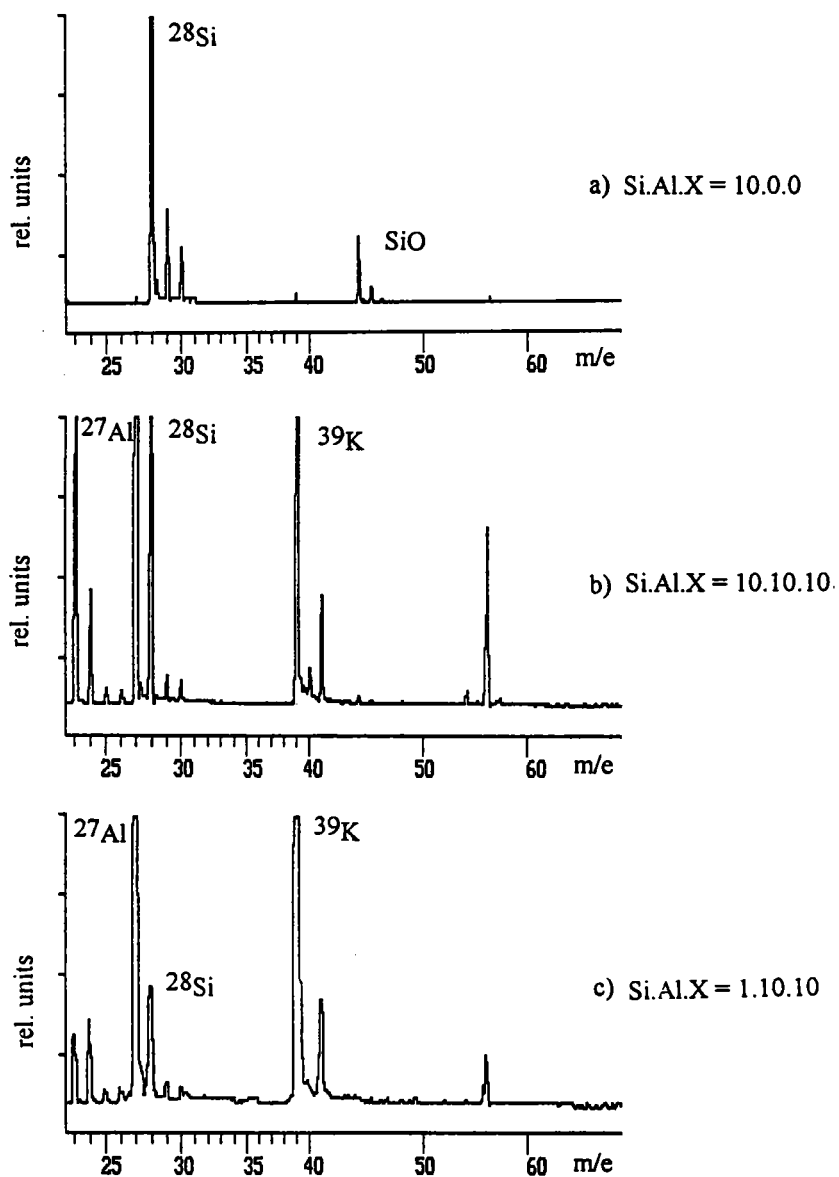 28Si
SiO
rel. units
a) Si.Al.X = 10.0.0
25 30 35 40 50 60 m/e
27Al 28Si 39K
rel. units
b) Si.Al.X = 10.10.10.
25 30 35 40 50 60 m/e
27Al 39K
28Si
rel. units
c) Si.Al.X = 1.10.10
25 30 35 40 50 60 m/e